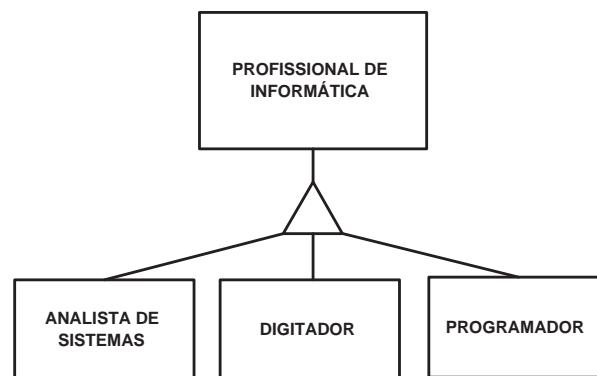 PROFISSIONAL DE
INFORMÁTICA
ANALISTA DE
SISTEMAS
DIGITADOR
PROGRAMADOR